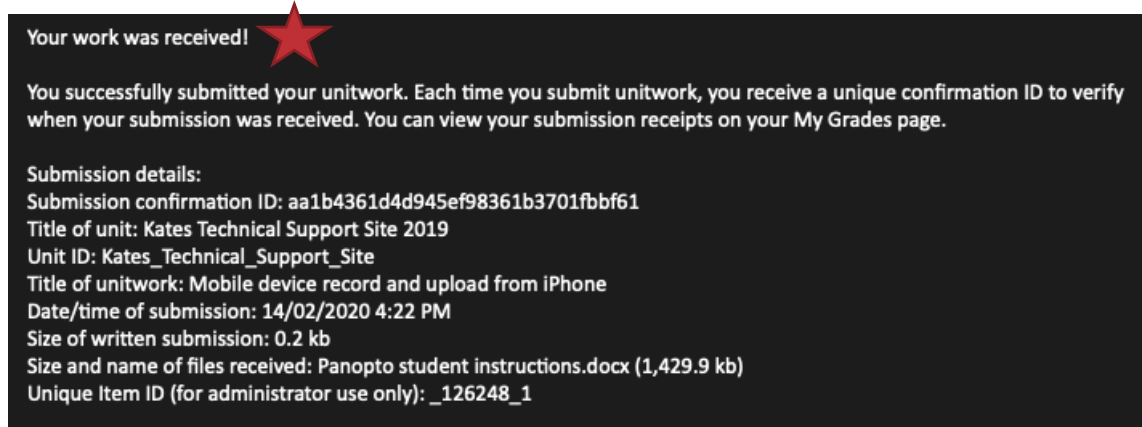 Your work was received!
You successfully submitted your unitwork. Each time you submit unitwork, you receive a unique confirmation ID to verify
when your submission was received. You can view your submission receipts on your My Grades page.
Submission details:
Submission confirmation ID: aa1b4361d4d945ef98361b3701fbbf61
Title of unit: Kates Technical Support Site 2019
Unit ID: Kates_Technical_Support_Site
Title of unitwork: Mobile device record and upload from iPhone
Date/time of submission: 14/02/2020 4:22 PM
Size of written submission: 0.2 kb
Size and name of files received: Panopto student instructions.docx (1,429.9 kb)
Unique Item ID (for administrator use only): _126248_1